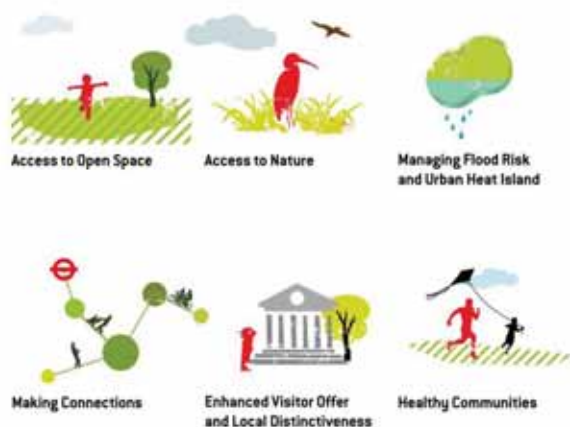 Access to Open Space
Access to Nature
Managing Flood Risk
and Urban Heat Island
Making Connections
Enhanced Visitor Offer
and Local Distinctiveness
Healthy Communities